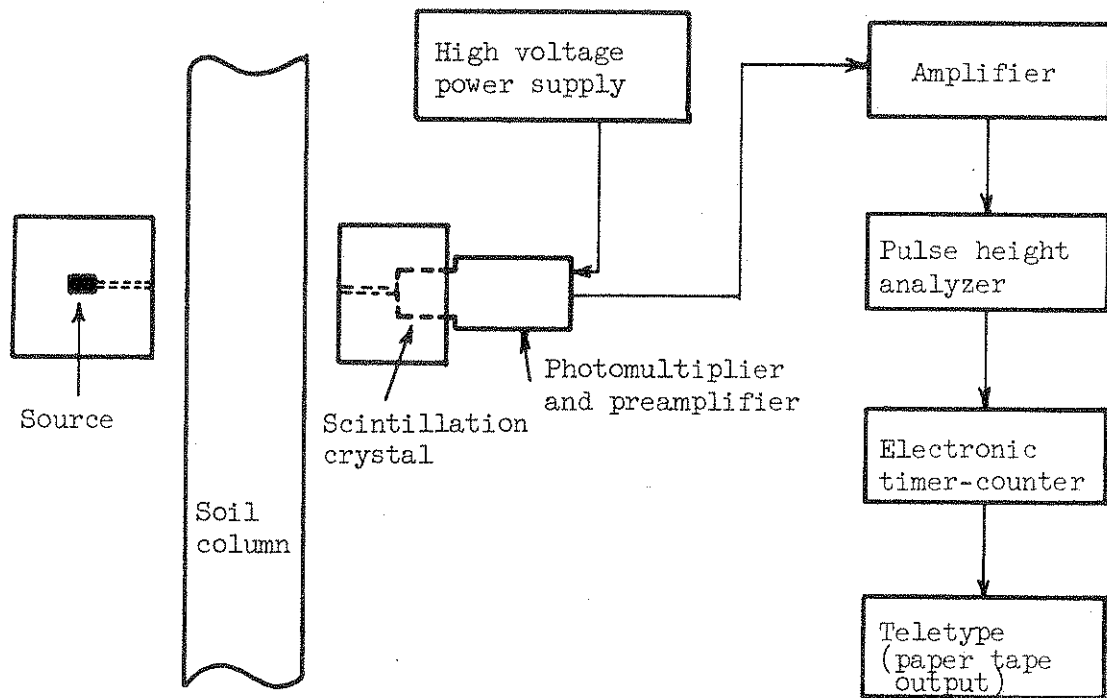 High voltage
power supply
Amplifier
Source
Soil
column
Scintillation
crystal
Photomultiplier
and preamplifier
Pulse height
analyzer
Electronic
timer-counter
Teletype
(paper tape
output)